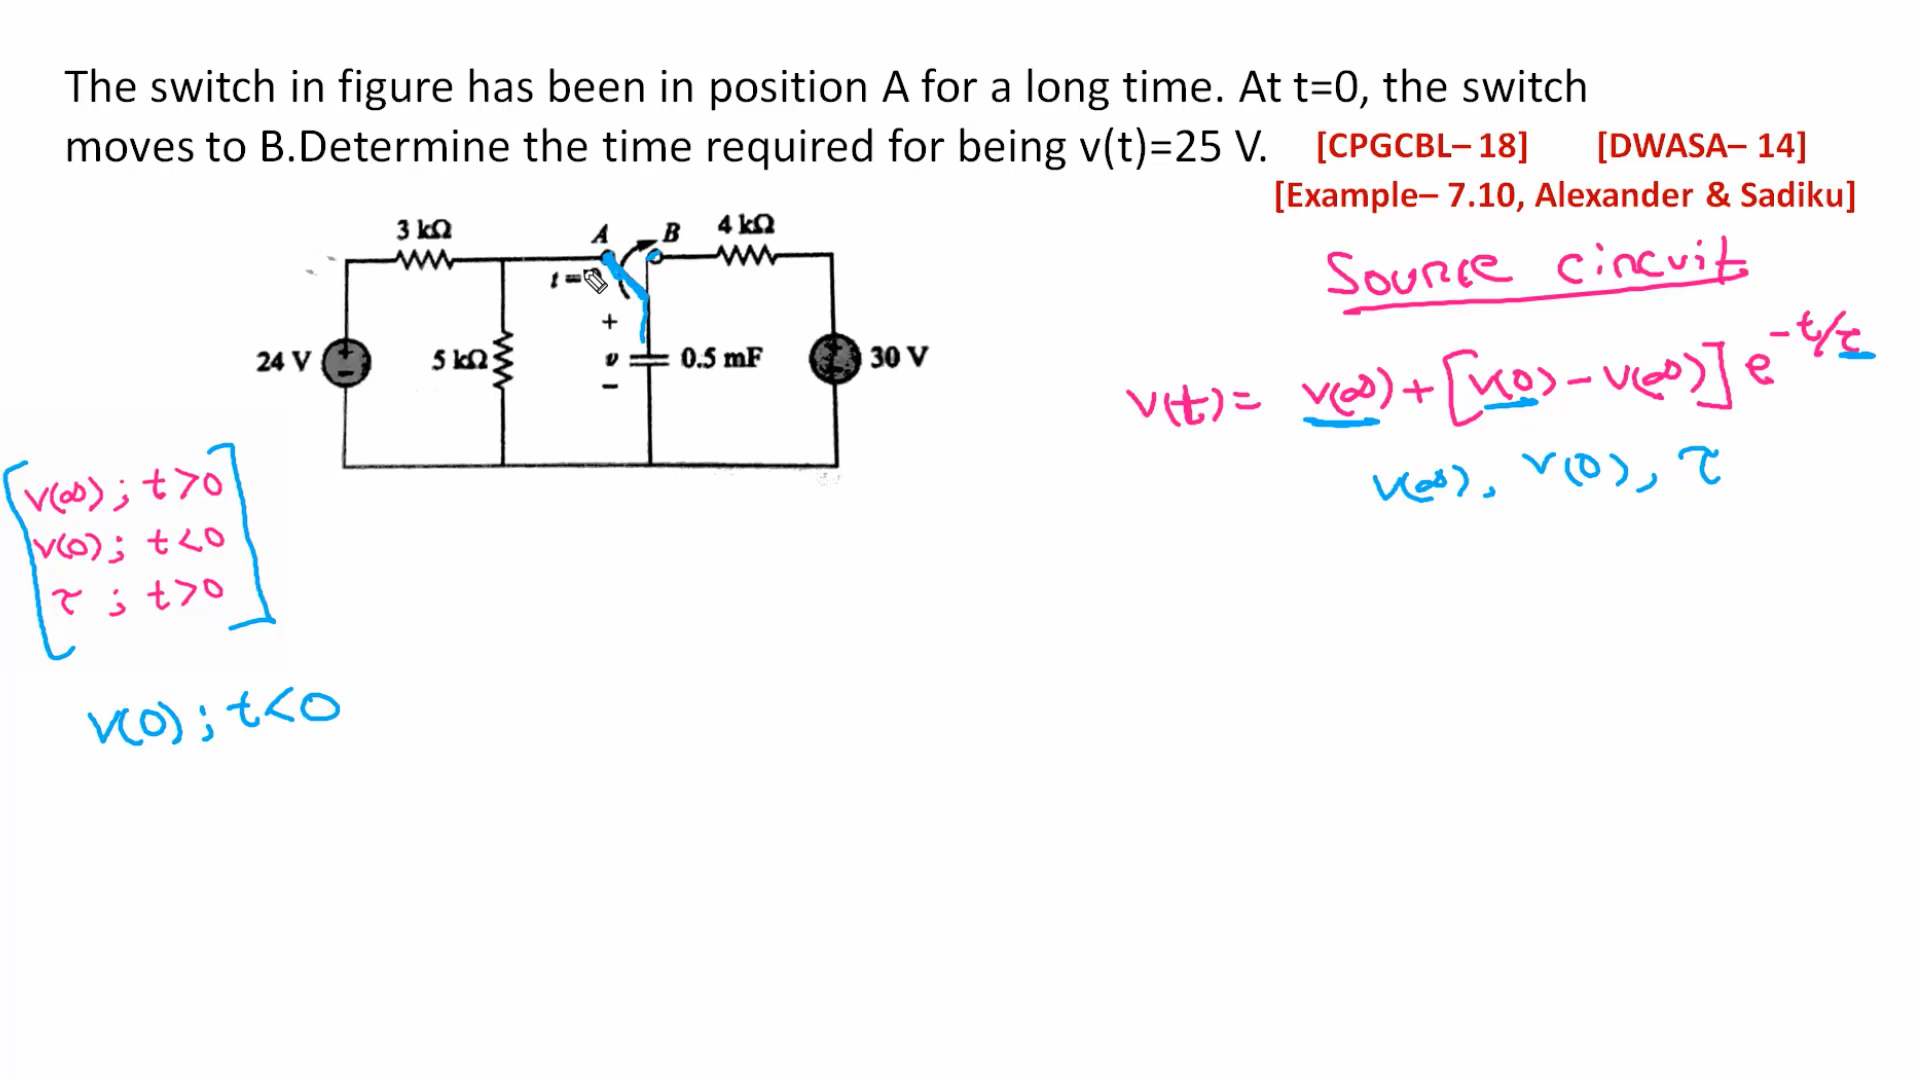 The switch in figure has been in position A for a long time. At t=0, the switch
moves to B.Determine the time required for being v(t)=25 V. [CPGCBL– 18] [DWASA– 14]
[Example– 7.10, Alexander & Sadiku]
3 kΩ A B 4 kΩ
t =
+
24 V 5 kΩ v 0.5 mF 30 V
–
Source circuit
v(t)= v(∞)+[v(0)-v(∞)]e^-t/τ
v(∞), v(0), τ
v(∞); t>0
v(0); t<0
τ ; t>0
v(0); t<0